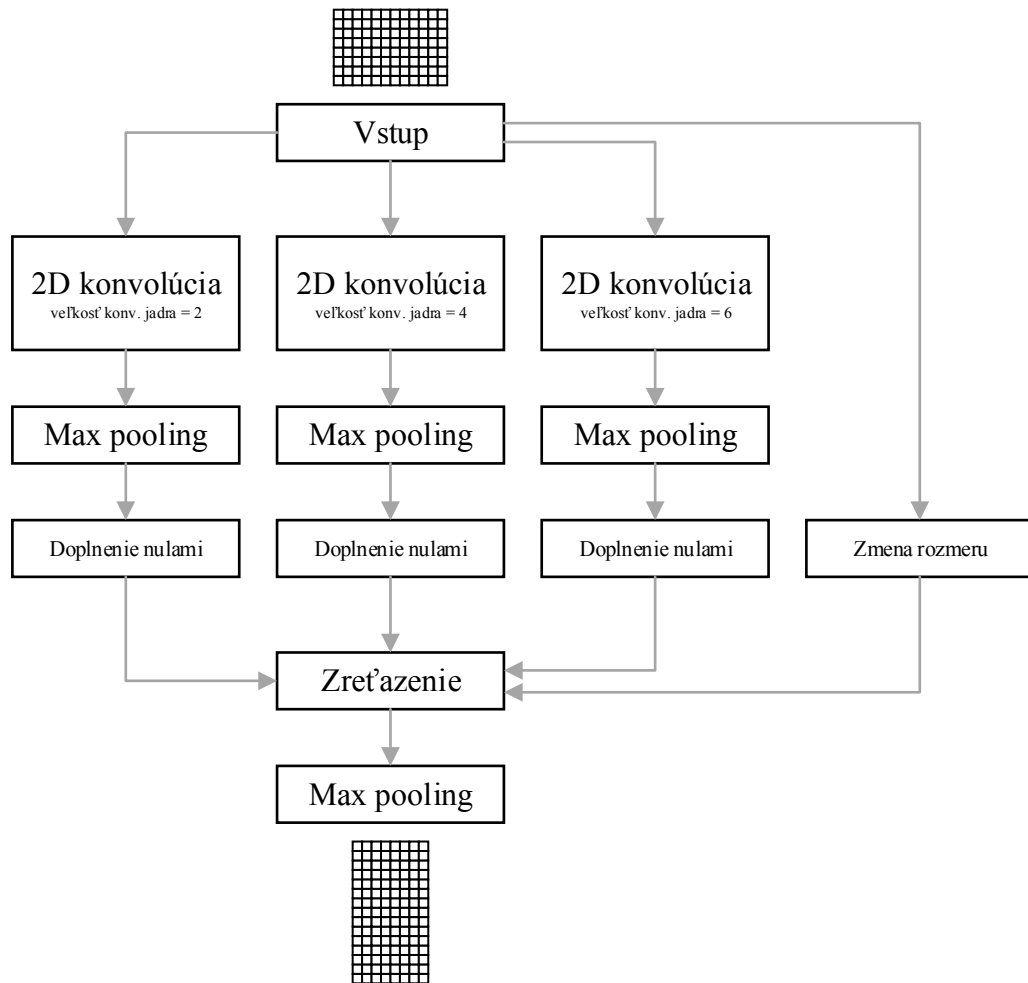 Vstup
2D konvolúcia
veľkosť konv. jadra = 2
2D konvolúcia
veľkosť konv. jadra = 4
2D konvolúcia
veľkosť konv. jadra = 6
Max pooling
Max pooling
Max pooling
Doplnenie nulami
Doplnenie nulami
Doplnenie nulami
Zmena rozmeru
Zreťazenie
Max pooling